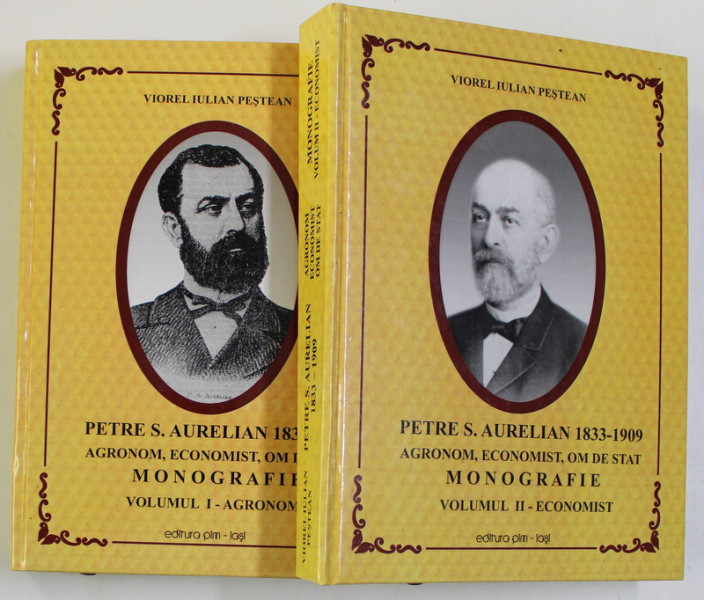 VIOREL IULIAN PEȘTEAN
P. S. AURELIAN
PETRE S. AURELIAN 183
AGRONOM, ECONOMIST, OM
MONOGRAFIE
VOLUMUL I - AGRONOM
editura pim - iași
VIOREL IULIAN
PEȘTEAN
PETRE S. AURELIAN
1833 - 1909
AGRONOM
ECONOMIST
OM DE STAT
MONOGRAFIE
VOLUM II - ECONOMIST
VIOREL IULIAN PEȘTEAN
PETRE S. AURELIAN 1833-1909
AGRONOM, ECONOMIST, OM DE STAT
MONOGRAFIE
VOLUMUL II - ECONOMIST
editura pim - iași